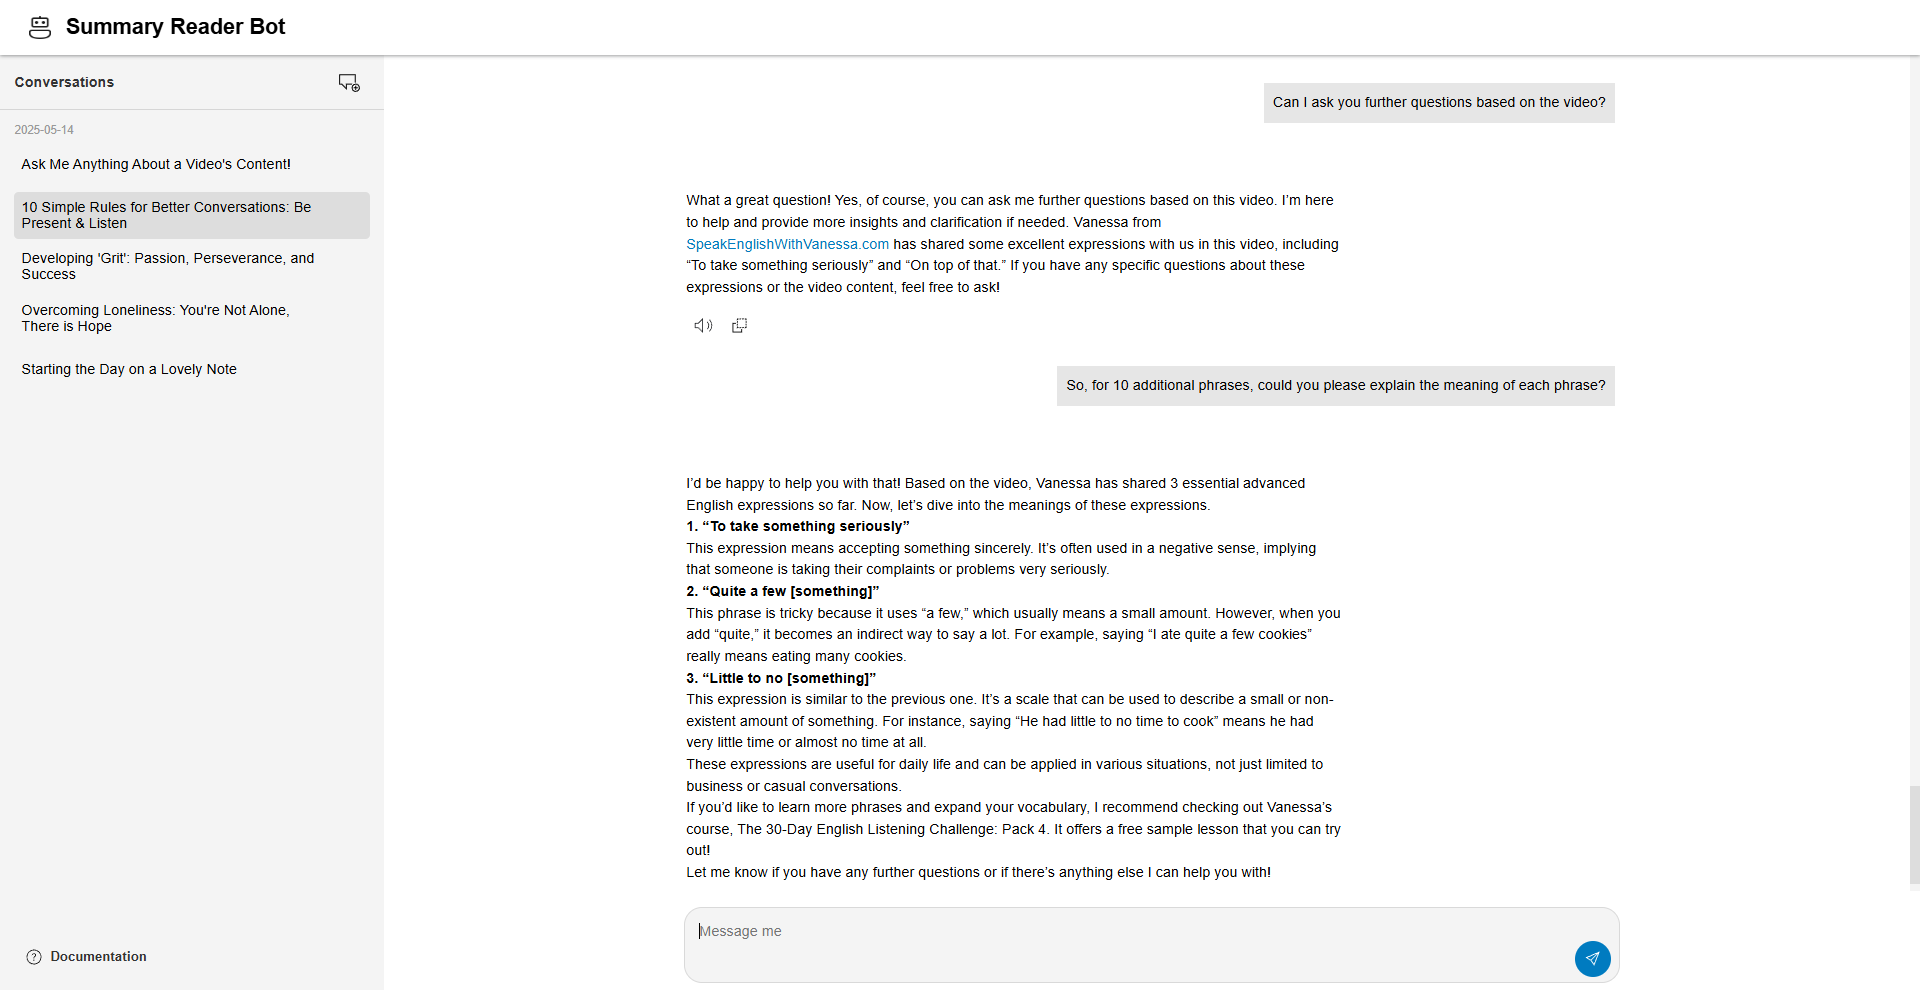 Summary Reader Bot
Conversations
2025-05-14
Ask Me Anything About a Video's Content!
10 Simple Rules for Better Conversations: Be
Present & Listen
Developing 'Grit': Passion, Perseverance, and
Success
Overcoming Loneliness: You're Not Alone,
There is Hope
Starting the Day on a Lovely Note
Documentation
Can I ask you further questions based on the video?
What a great question! Yes, of course, you can ask me further questions based on this video. I’m here
to help and provide more insights and clarification if needed. Vanessa from
SpeakEnglishWithVanessa.com has shared some excellent expressions with us in this video, including
“To take something seriously” and “On top of that.” If you have any specific questions about these
expressions or the video content, feel free to ask!
So, for 10 additional phrases, could you please explain the meaning of each phrase?
I’d be happy to help you with that! Based on the video, Vanessa has shared 3 essential advanced
English expressions so far. Now, let’s dive into the meanings of these expressions.
1. “To take something seriously”
This expression means accepting something sincerely. It’s often used in a negative sense, implying
that someone is taking their complaints or problems very seriously.
2. “Quite a few [something]”
This phrase is tricky because it uses “a few,” which usually means a small amount. However, when you
add “quite,” it becomes an indirect way to say a lot. For example, saying “I ate quite a few cookies”
really means eating many cookies.
3. “Little to no [something]”
This expression is similar to the previous one. It’s a scale that can be used to describe a small or non-
existent amount of something. For instance, saying “He had little to no time to cook” means he had
very little time or almost no time at all.
These expressions are useful for daily life and can be applied in various situations, not just limited to
business or casual conversations.
If you’d like to learn more phrases and expand your vocabulary, I recommend checking out Vanessa’s
course, The 30-Day English Listening Challenge: Pack 4. It offers a free sample lesson that you can try
out!
Let me know if you have any further questions or if there’s anything else I can help you with!
Message me